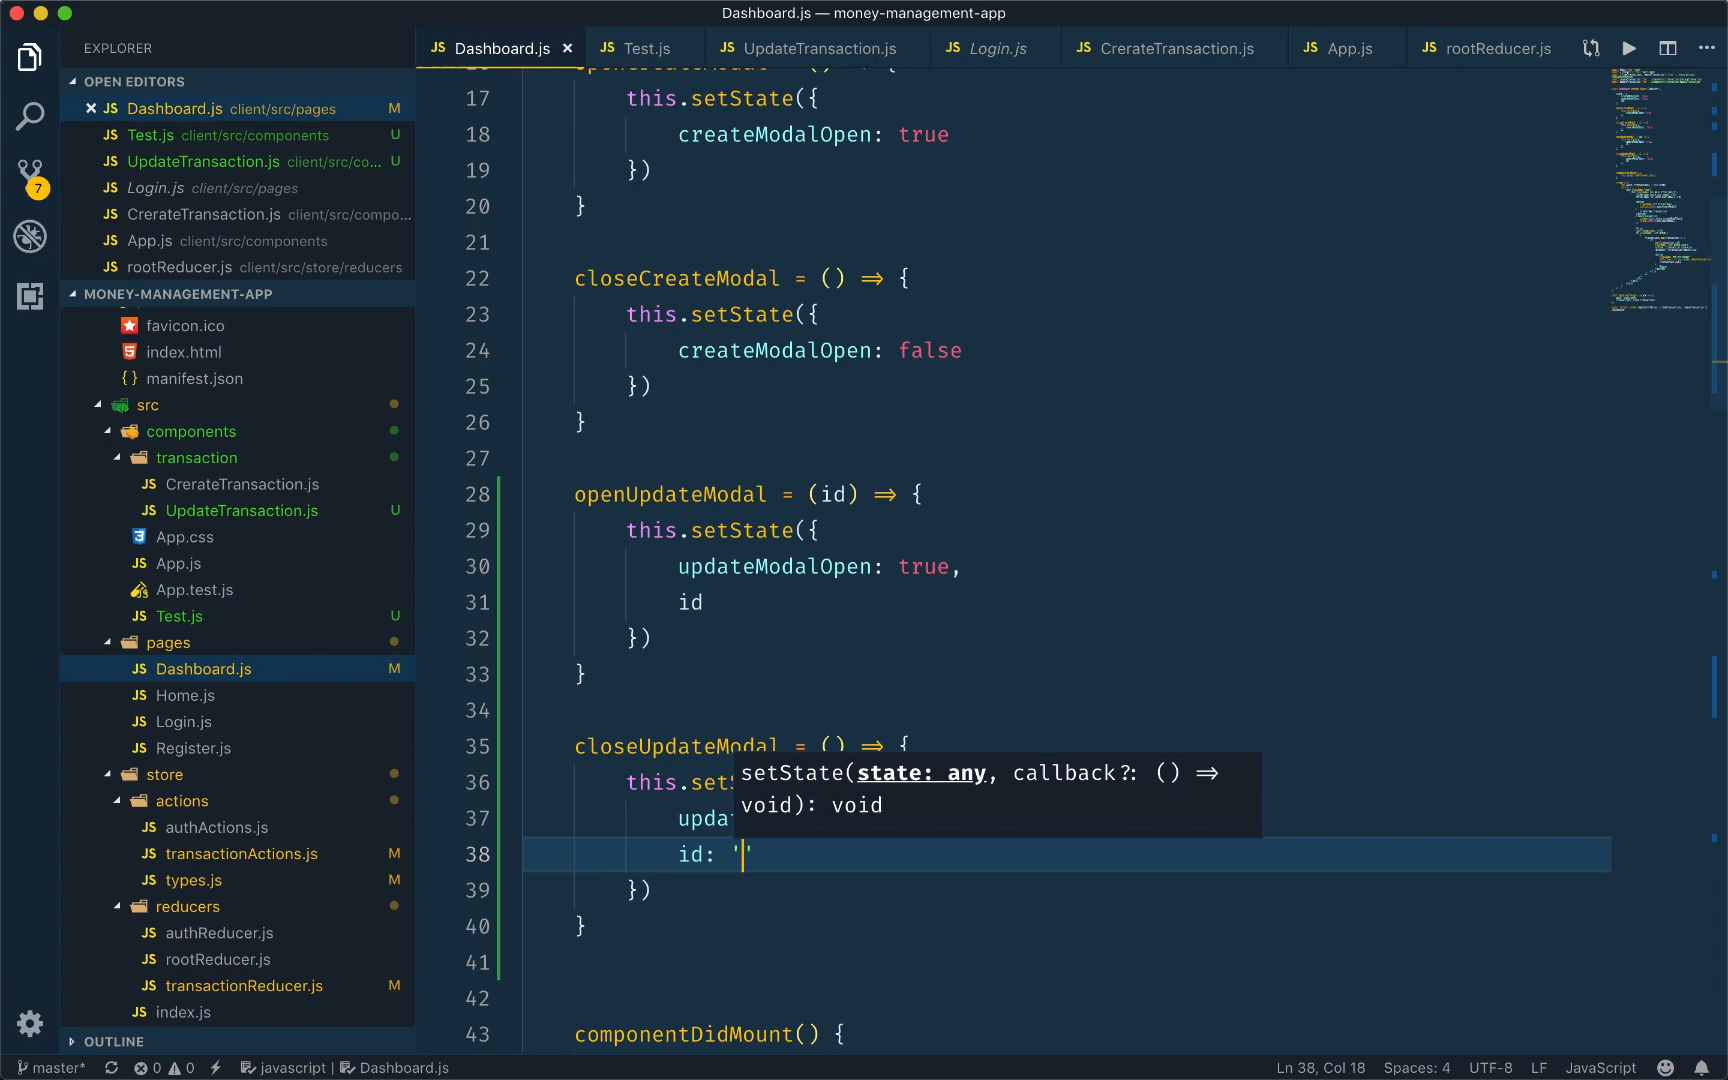 Dashboard.js — money-management-app
EXPLORER
OPEN EDITORS
JS Dashboard.js client/src/pages M
JS Test.js client/src/components U
JS UpdateTransaction.js client/src/co... U
JS Login.js client/src/pages
JS CrerateTransaction.js client/src/compo...
JS App.js client/src/components
JS rootReducer.js client/src/store/reducers
MONEY-MANAGEMENT-APP
favicon.ico
index.html
{ } manifest.json
src
components
transaction
JS CrerateTransaction.js
JS UpdateTransaction.js U
App.css
JS App.js
App.test.js
JS Test.js U
pages
JS Dashboard.js M
JS Home.js
JS Login.js
JS Register.js
store
actions
JS authActions.js
JS transactionActions.js M
JS types.js M
reducers
JS authReducer.js
JS rootReducer.js
JS transactionReducer.js M
JS index.js
OUTLINE
7
JS Dashboard.js × JS Test.js JS UpdateTransaction.js JS Login.js JS CrerateTransaction.js JS App.js JS rootReducer.js
17 this.setState({
18 createModalOpen: true
19 })
20 }
21
22 closeCreateModal = () => {
23 this.setState({
24 createModalOpen: false
25 })
26 }
27
28 openUpdateModal = (id) => {
29 this.setState({
30 updateModalOpen: true,
31 id
32 })
33 }
34
35 closeUpdateModal = () => {
36 this.set
37 upda
38 id: ''
39 })
40 }
41
42
43 componentDidMount() {
setState(state: any, callback?: () =>
void): void
master* 0 0 javascript | Dashboard.js Ln 38, Col 18 Spaces: 4 UTF-8 LF JavaScript